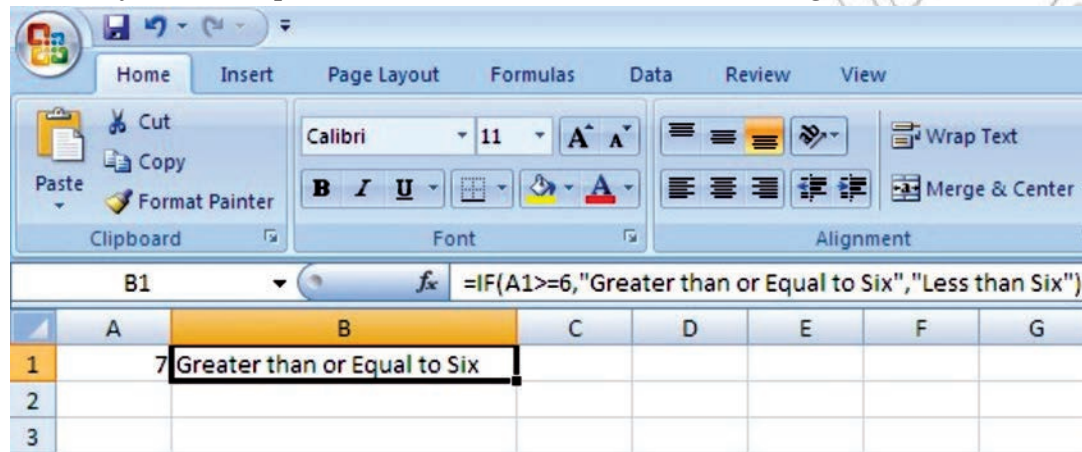 Home Insert Page Layout Formulas Data Review View
Cut
Copy
Paste
Format Painter
Calibri 11 A A
Wrap Text
B I U A
Merge & Center
Clipboard Font Alignment
B1 fx =IF(A1>=6,"Greater than or Equal to Six","Less than Six")
A B C D E F G
1 7 Greater than or Equal to Six
2
3